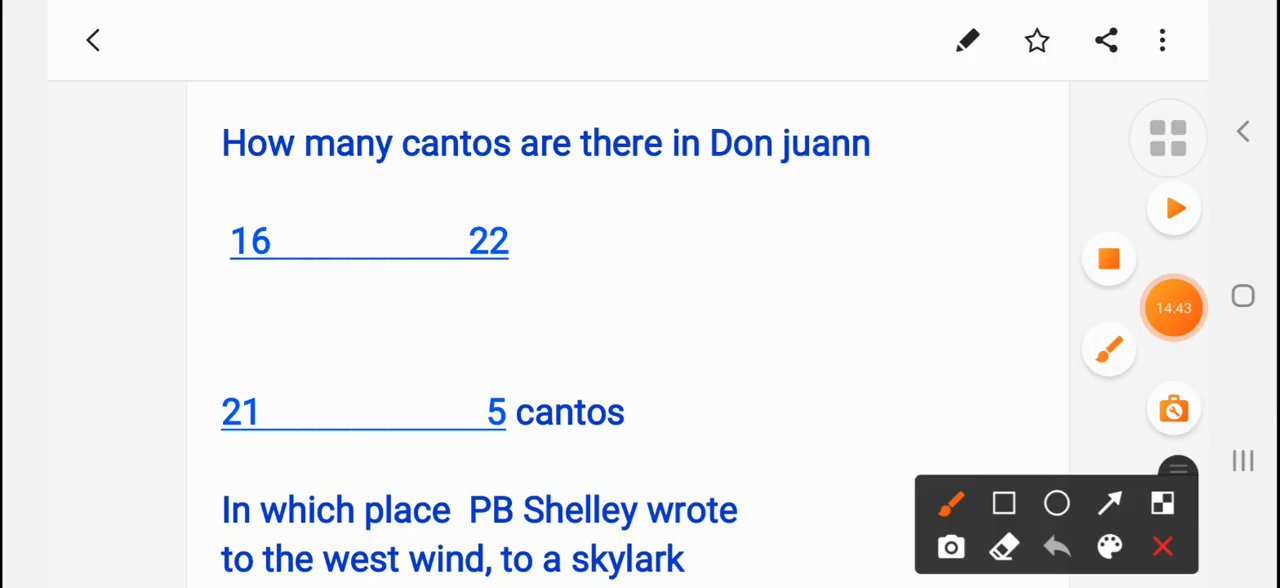 How many cantos are there in Don juann
16 22
21 5 cantos
14:43
In which place PB Shelley wrote
to the west wind, to a skylark